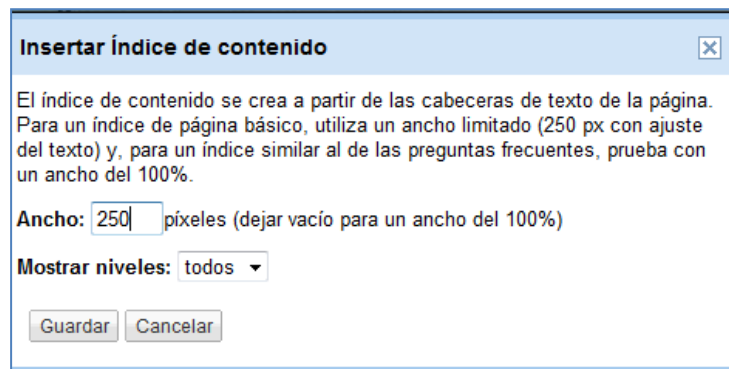 Insertar Índice de contenido
El índice de contenido se crea a partir de las cabeceras de texto de la página.
Para un índice de página básico, utiliza un ancho limitado (250 px con ajuste
del texto) y, para un índice similar al de las preguntas frecuentes, prueba con
un ancho del 100%.
Ancho: 250 píxeles (dejar vacío para un ancho del 100%)
Mostrar niveles: todos
Guardar Cancelar